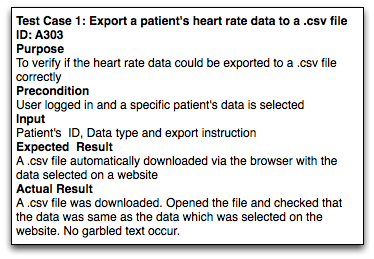 Test Case 1: Export a patient's heart rate data to a .csv file
ID: A303
Purpose
To verify if the heart rate data could be exported to a .csv file
correctly
Precondition
User logged in and a specific patient's data is selected
Input
Patient's  ID, Data type and export instruction
Expected  Result
A .csv file automatically downloaded via the browser with the
data selected on a website
Actual Result
A .csv file was downloaded. Opened the file and checked that
the data was same as the data which was selected on the
website. No garbled text occur.